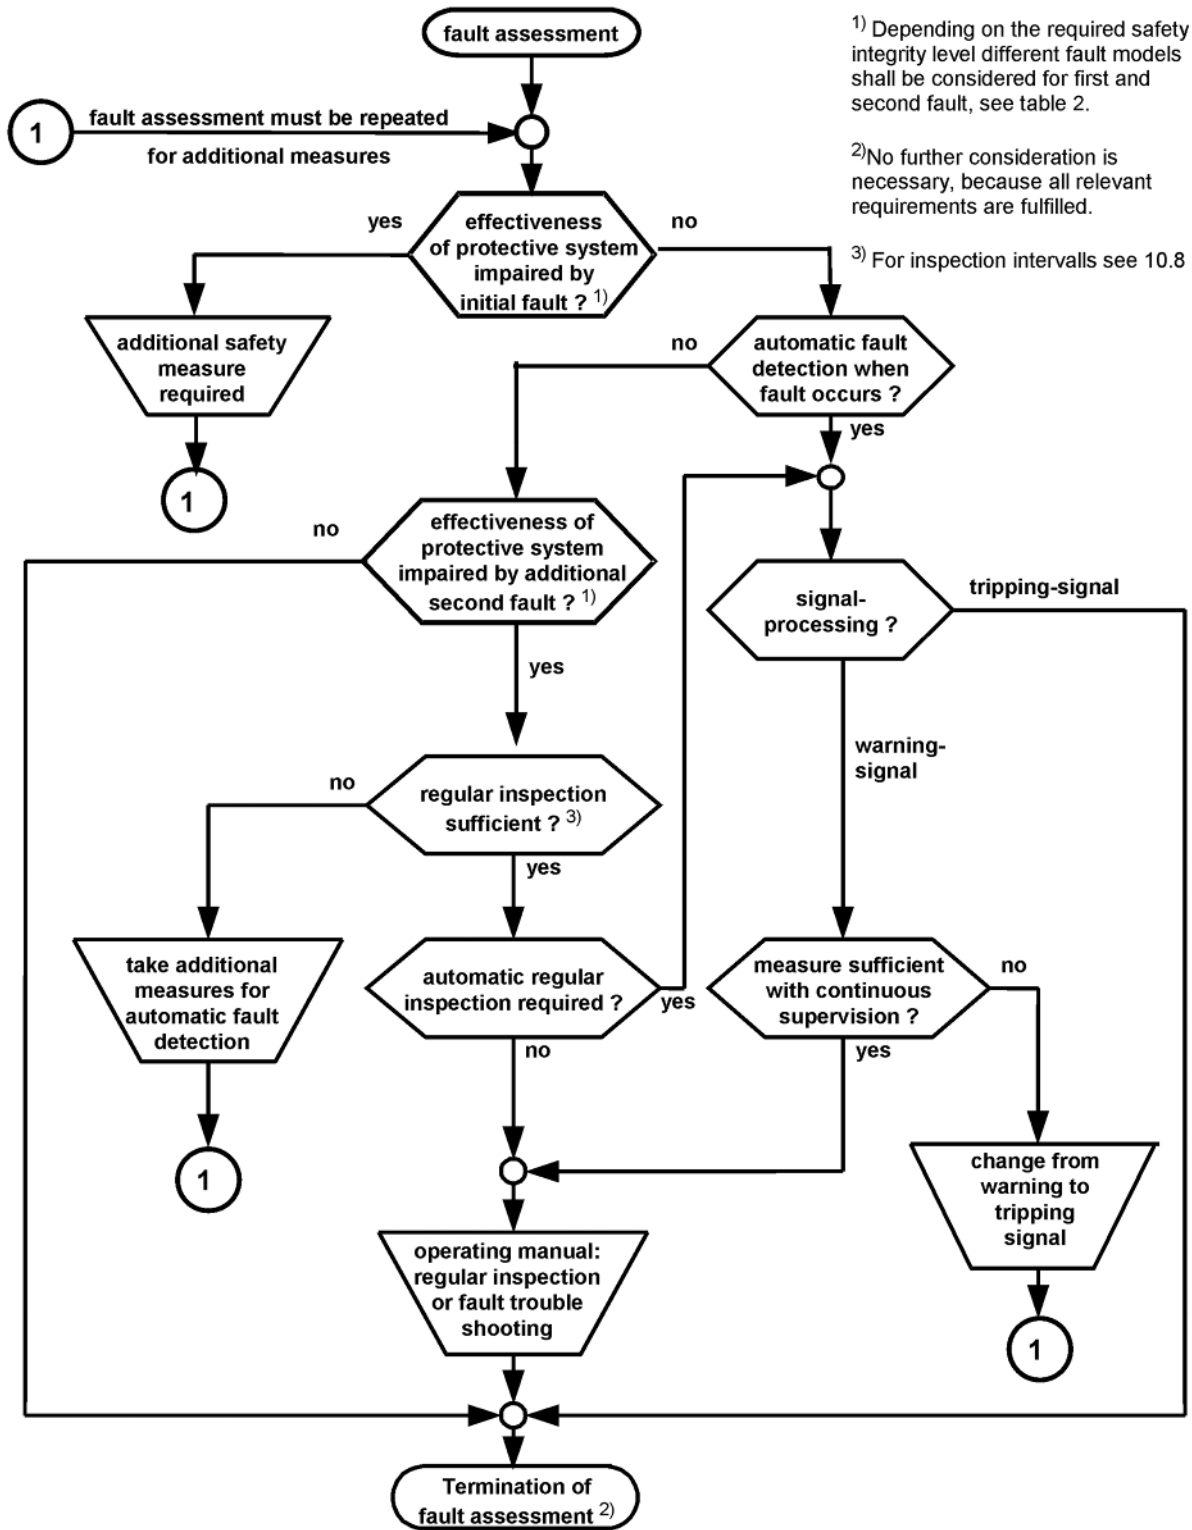 fault assessment
1) Depending on the required safety
integrity level different fault models
shall be considered for first and
second fault, see table 2.
2)No further consideration is
necessary, because all relevant
requirements are fulfilled.
3) For inspection intervalls see 10.8
1
fault assessment must be repeated
for additional measures
yes
effectiveness
of protective system
impaired by
initial fault ? 1)
no
additional safety
measure
required
1
no
automatic fault
detection when
fault occurs ?
yes
no
effectiveness of
protective system
impaired by additional
second fault ? 1)
yes
signal-
processing ?
tripping-signal
warning-
signal
no
regular inspection
sufficient ? 3)
yes
take additional
measures for
automatic fault
detection
1
automatic regular
inspection required ?
yes
no
measure sufficient
with continuous
supervision ?
no
yes
change from
warning to
tripping
signal
1
operating manual:
regular inspection
or fault trouble
shooting
Termination of
fault assessment 2)